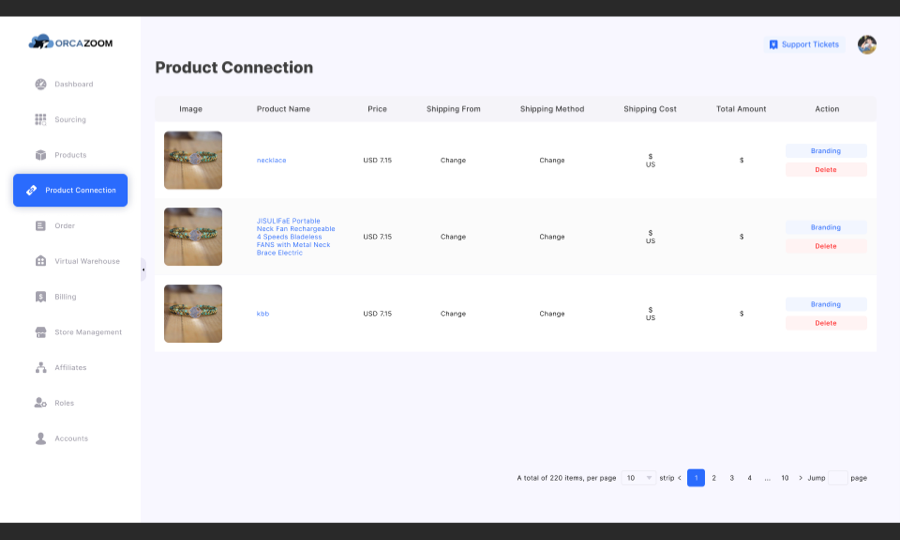 ORCAZOOM
Support Tickets
Dashboard
Sourcing
Products
Product Connection
Order
Virtual Warehouse
Billing
Store Management
Affiliates
Roles
Accounts
Product Connection
Image Product Name Price Shipping From Shipping Method Shipping Cost Total Amount Action
necklace USD 7.15 Change Change $ US $ Branding Delete
JISULIFaE Portable
Neck Fan Rechargeable
4 Speeds Bladeless
FANS with Metal Neck
Brace Electric
USD 7.15 Change Change $ US $ Branding Delete
kbb USD 7.15 Change Change $ US $ Branding Delete
A total of 220 items, per page 10 strip < 1 2 3 4 ... 10 > Jump page